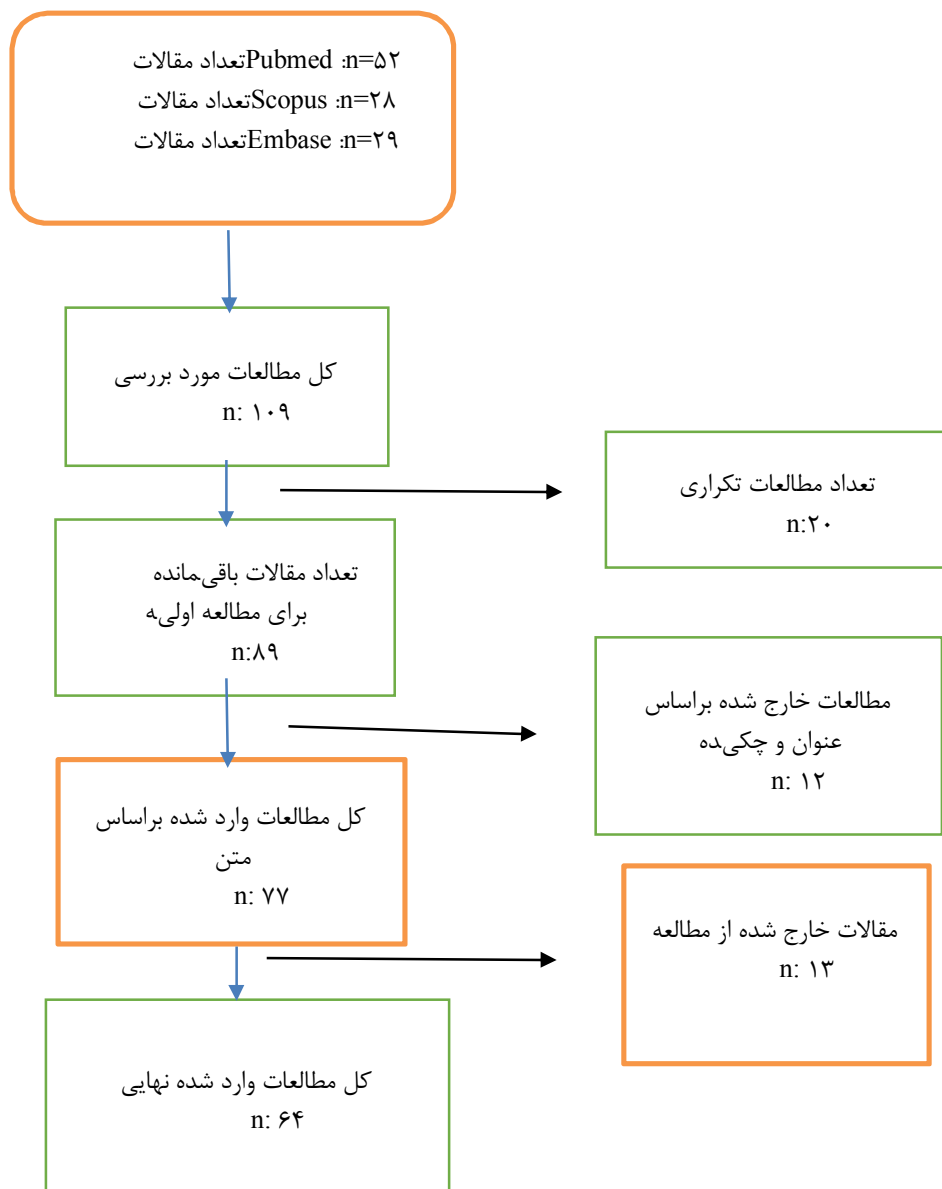 تعداد مقالات Pubmed :n=۵۲
تعداد مقالات Scopus :n=۲۸
تعداد مقالات Embase :n=۲۹
کل مطالعات مورد بررسی
n: ۱۰۹
تعداد مطالعات تکراری
n:۲۰
تعداد مقالات باقی‌مانده
برای مطالعه اولیه
n:۸۹
مطالعات خارج شده براساس
عنوان و چکیده
n: ۱۲
کل مطالعات وارد شده براساس
متن
n: ۷۷
مقالات خارج شده از مطالعه
n: ۱۳
کل مطالعات وارد شده نهایی
n: ۶۴